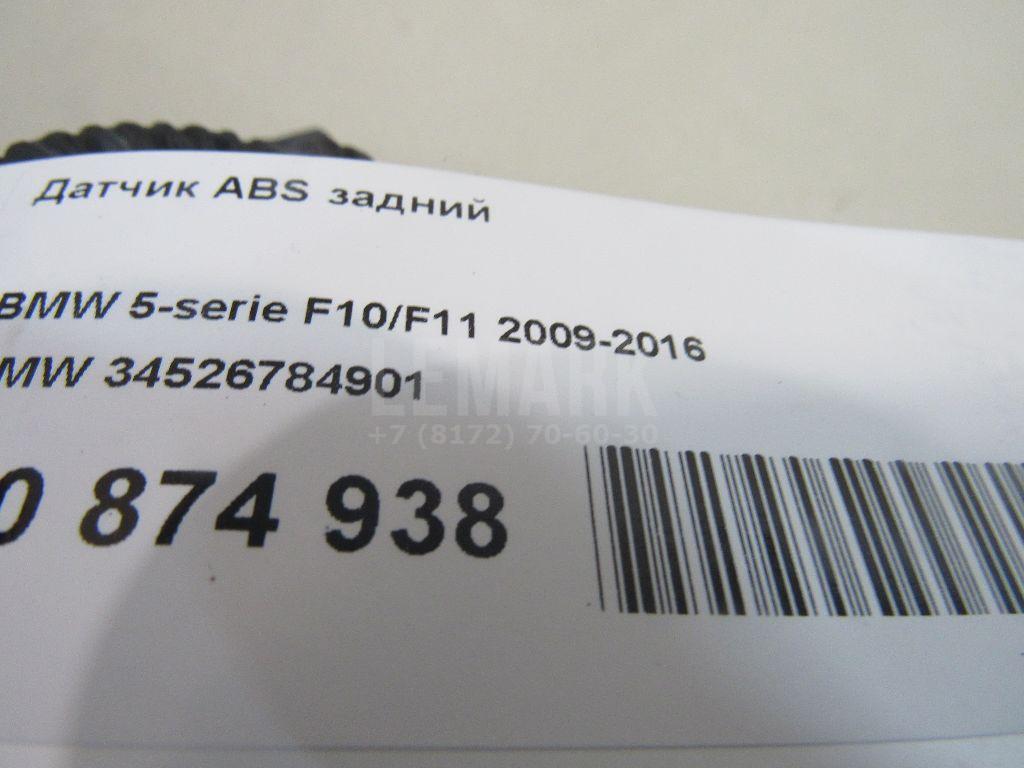 Датчик ABS задний
BMW 5-serie F10/F11 2009-2016
MW 34526784901
LEMARK
+7 (8172) 70-60-30
0 874 938